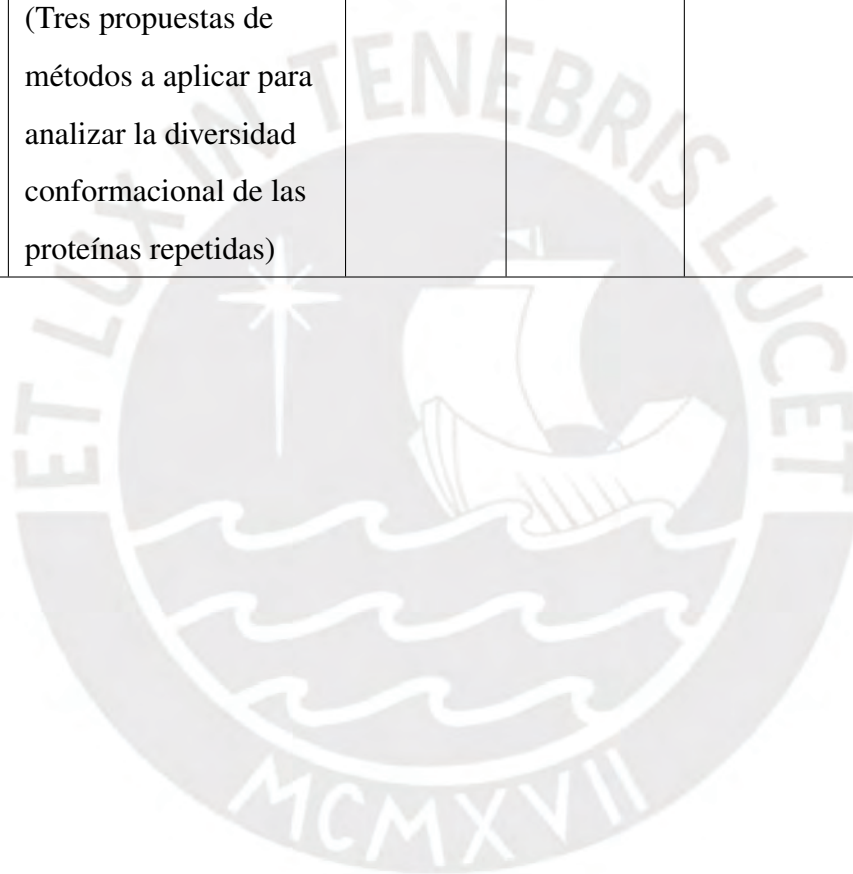 (Tres propuestas de
métodos a aplicar para
analizar la diversidad
conformacional de las
proteínas repetidas)
ET LUX IN TENEBRIS LUCET
MCMXVII